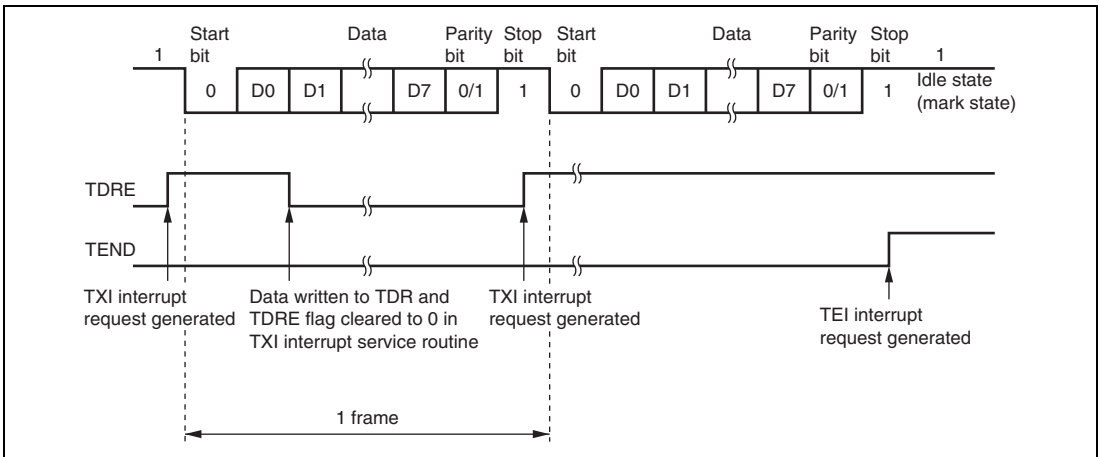 Start Data Parity Stop Start Data Parity Stop
1 bit bit bit bit bit bit 1
0 D0 D1 D7 0/1 1 0 D0 D1 D7 0/1 1 Idle state
(mark state)
TDRE
TEND
TXI interrupt
request generated
Data written to TDR and
TDRE flag cleared to 0 in
TXI interrupt service routine
TXI interrupt
request generated
TEI interrupt
request generated
1 frame